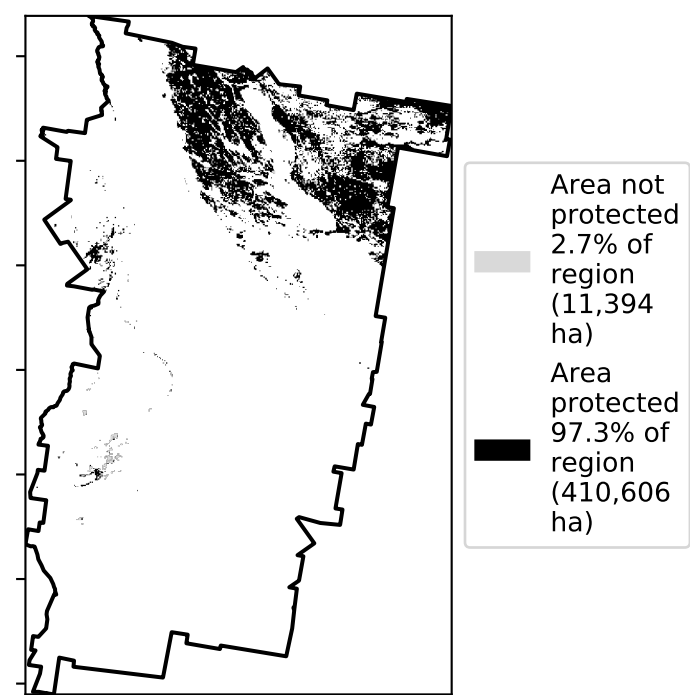 Area not
protected
2.7% of
region
(11,394
ha)
Area
protected
97.3% of
region
(410,606
ha)